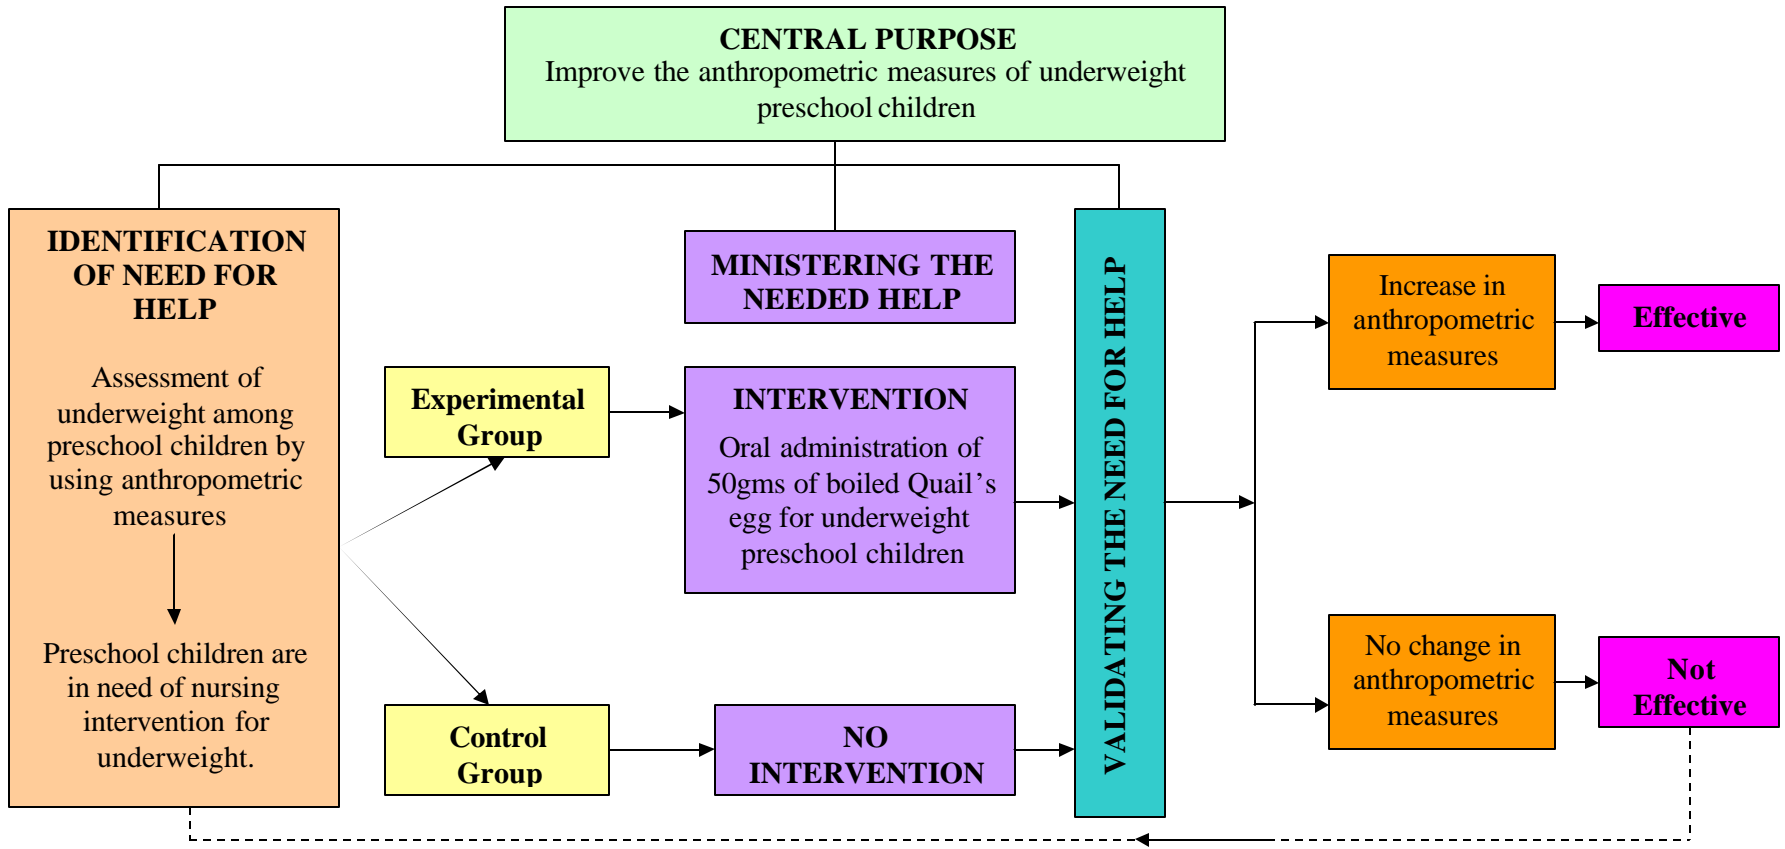 CENTRAL PURPOSE
Improve the anthropometric measures of underweight
preschool children
IDENTIFICATION
OF NEED FOR
HELP
Assessment of
underweight among
preschool children by
using anthropometric
measures
Preschool children are
in need of nursing
intervention for
underweight.
Experimental
Group
Control
Group
MINISTERING THE
NEEDED HELP
INTERVENTION
Oral administration of
50gms of boiled Quail’s
egg for underweight
preschool children
NO
INTERVENTION
VALIDATING THE NEED FOR HELP
Increase in
anthropometric
measures
Effective
No change in
anthropometric
measures
Not
Effective